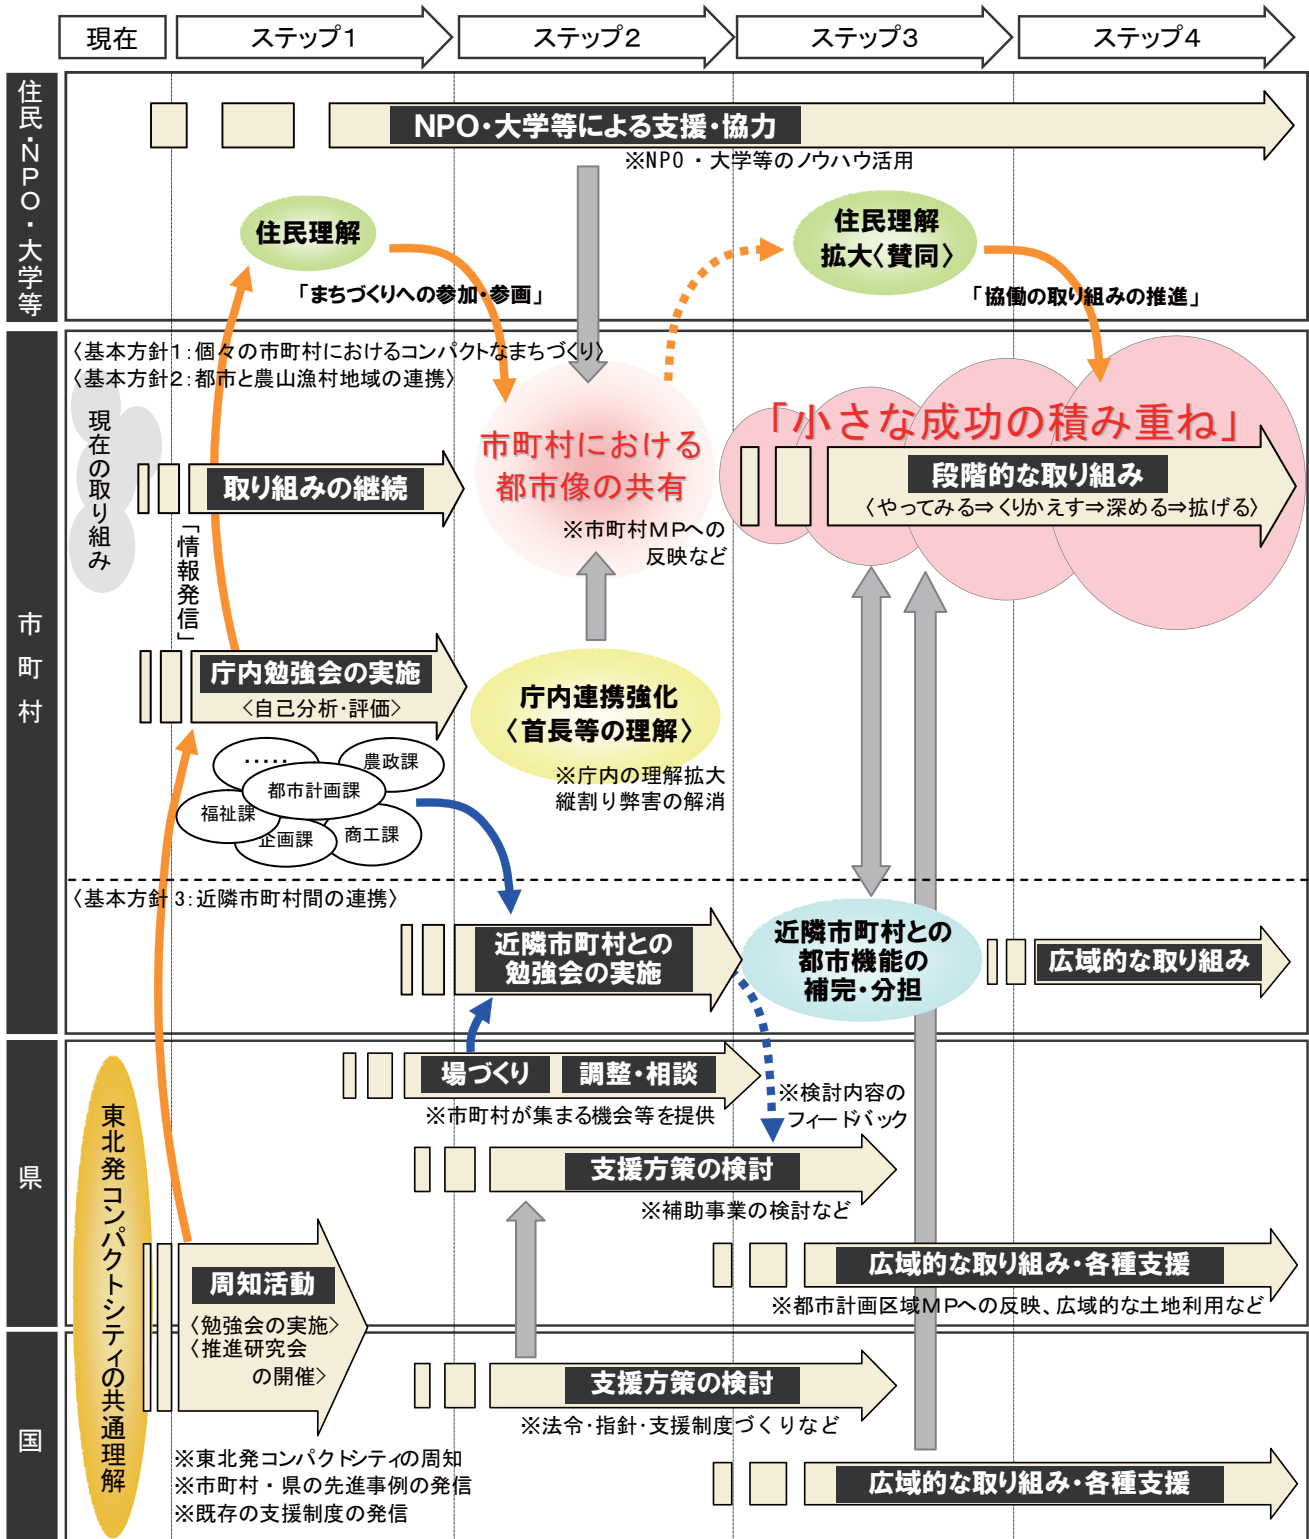 現在
ステップ1
ステップ2
ステップ3
ステップ4
住民・NPO・大学等
NPO・大学等による支援・協力
※NPO・大学等のノウハウ活用
住民理解
住民理解
拡大〈賛同〉
「まちづくりへの参加・参画」
「協働の取り組みの推進」
市町村
〈基本方針1:個々の市町村におけるコンパクトなまちづくり〉
〈基本方針2:都市と農山漁村地域の連携〉
現在の取り組み
取り組みの継続
市町村における
都市像の共有
※市町村MPへの
反映など
「小さな成功の積み重ね」
段階的な取り組み
〈やってみる⇒くりかえす⇒深める⇒拡げる〉
「情報発信」
庁内勉強会の実施
〈自己分析・評価〉
庁内連携強化
〈首長等の理解〉
※庁内の理解拡大
縦割り弊害の解消
・・・・・
農政課
都市計画課
福祉課
企画課
商工課
〈基本方針3:近隣市町村間の連携〉
近隣市町村との
勉強会の実施
近隣市町村との
都市機能の
補完・分担
広域的な取り組み
県
場づくり
調整・相談
※市町村が集まる機会等を提供
※検討内容の
フィードバック
支援方策の検討
※補助事業の検討など
東北発コンパクトシティの共通理解
周知活動
〈勉強会の実施〉
〈推進研究会
の開催〉
広域的な取り組み・各種支援
※都市計画区域MPへの反映、広域的な土地利用など
国
支援方策の検討
※法令・指針・支援制度づくりなど
※東北発コンパクトシティの周知
※市町村・県の先進事例の発信
※既存の支援制度の発信
広域的な取り組み・各種支援